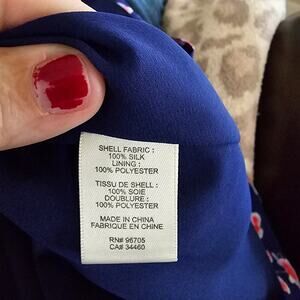 SHELL FABRIC :
100% SILK
LINING :
100% POLYESTER
TISSU DE SHELL :
100% SOIE
DOUBLURE :
100% POLYESTER
MADE IN CHINA
FABRIQUE EN CHINE
RN# 96705
CA# 34460